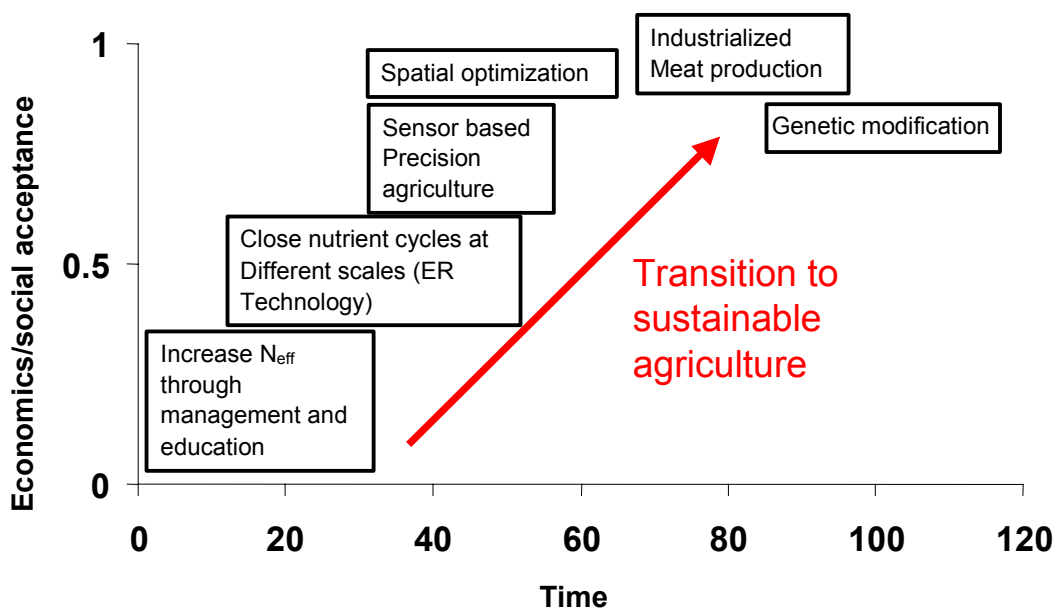 Economics/social acceptance
1
0.5
0
Industrialized
Meat production
Spatial optimization
Genetic modification
Sensor based
Precision
agriculture
Close nutrient cycles at
Different scales (ER
Technology)
Transition to
sustainable
agriculture
Increase Neff
through
management and
education
0 20 40 60 80 100 120
Time